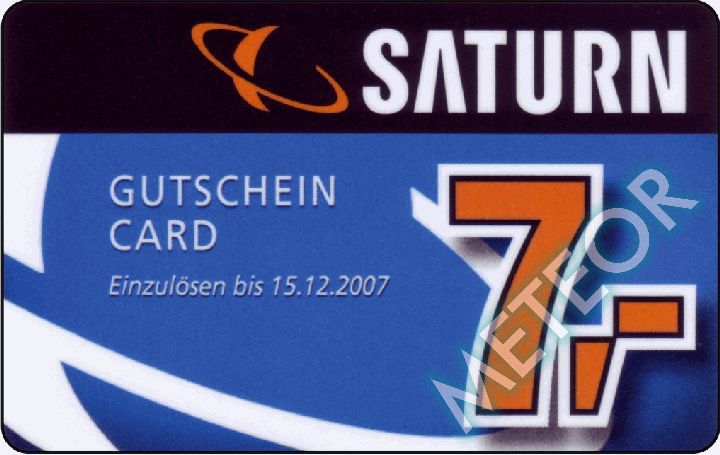 SATURN
GUTSCHEIN
CARD
Einzulösen bis 15.12.2007
7,-
METEOR